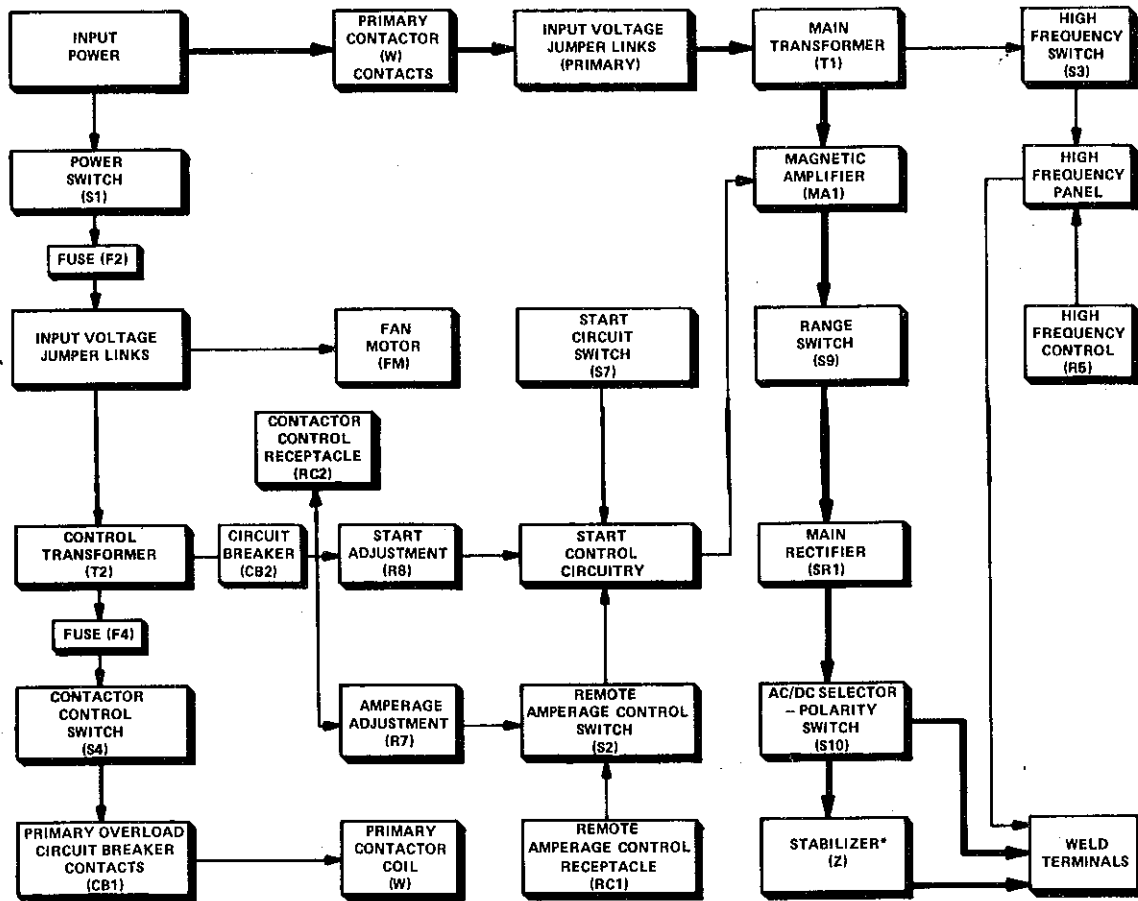 INPUT
POWER
PRIMARY
CONTACTOR
(W)
CONTACTS
INPUT VOLTAGE
JUMPER LINKS
(PRIMARY)
MAIN
TRANSFORMER
(T1)
HIGH
FREQUENCY
SWITCH
(S3)
POWER
SWITCH
(S1)
MAGNETIC
AMPLIFIER
(MA1)
HIGH
FREQUENCY
PANEL
FUSE (F2)
INPUT VOLTAGE
JUMPER LINKS
FAN
MOTOR
(FM)
START
CIRCUIT
SWITCH
(S7)
RANGE
SWITCH
(S9)
HIGH
FREQUENCY
CONTROL
(R5)
CONTACTOR
CONTROL
RECEPTACLE
(RC2)
CONTROL
TRANSFORMER
(T2)
CIRCUIT
BREAKER
(CB2)
START
ADJUSTMENT
(R8)
START
CONTROL
CIRCUITRY
MAIN
RECTIFIER
(SR1)
FUSE (F4)
CONTACTOR
CONTROL
SWITCH
(S4)
AMPERAGE
ADJUSTMENT
(R7)
REMOTE
AMPERAGE CONTROL
SWITCH
(S2)
AC/DC SELECTOR
– POLARITY
SWITCH
(S10)
PRIMARY OVERLOAD
CIRCUIT BREAKER
CONTACTS
(CB1)
PRIMARY
CONTACTOR
COIL
(W)
REMOTE
AMPERAGE CONTROL
RECEPTACLE
(RC1)
STABILIZER*
(Z)
WELD
TERMINALS